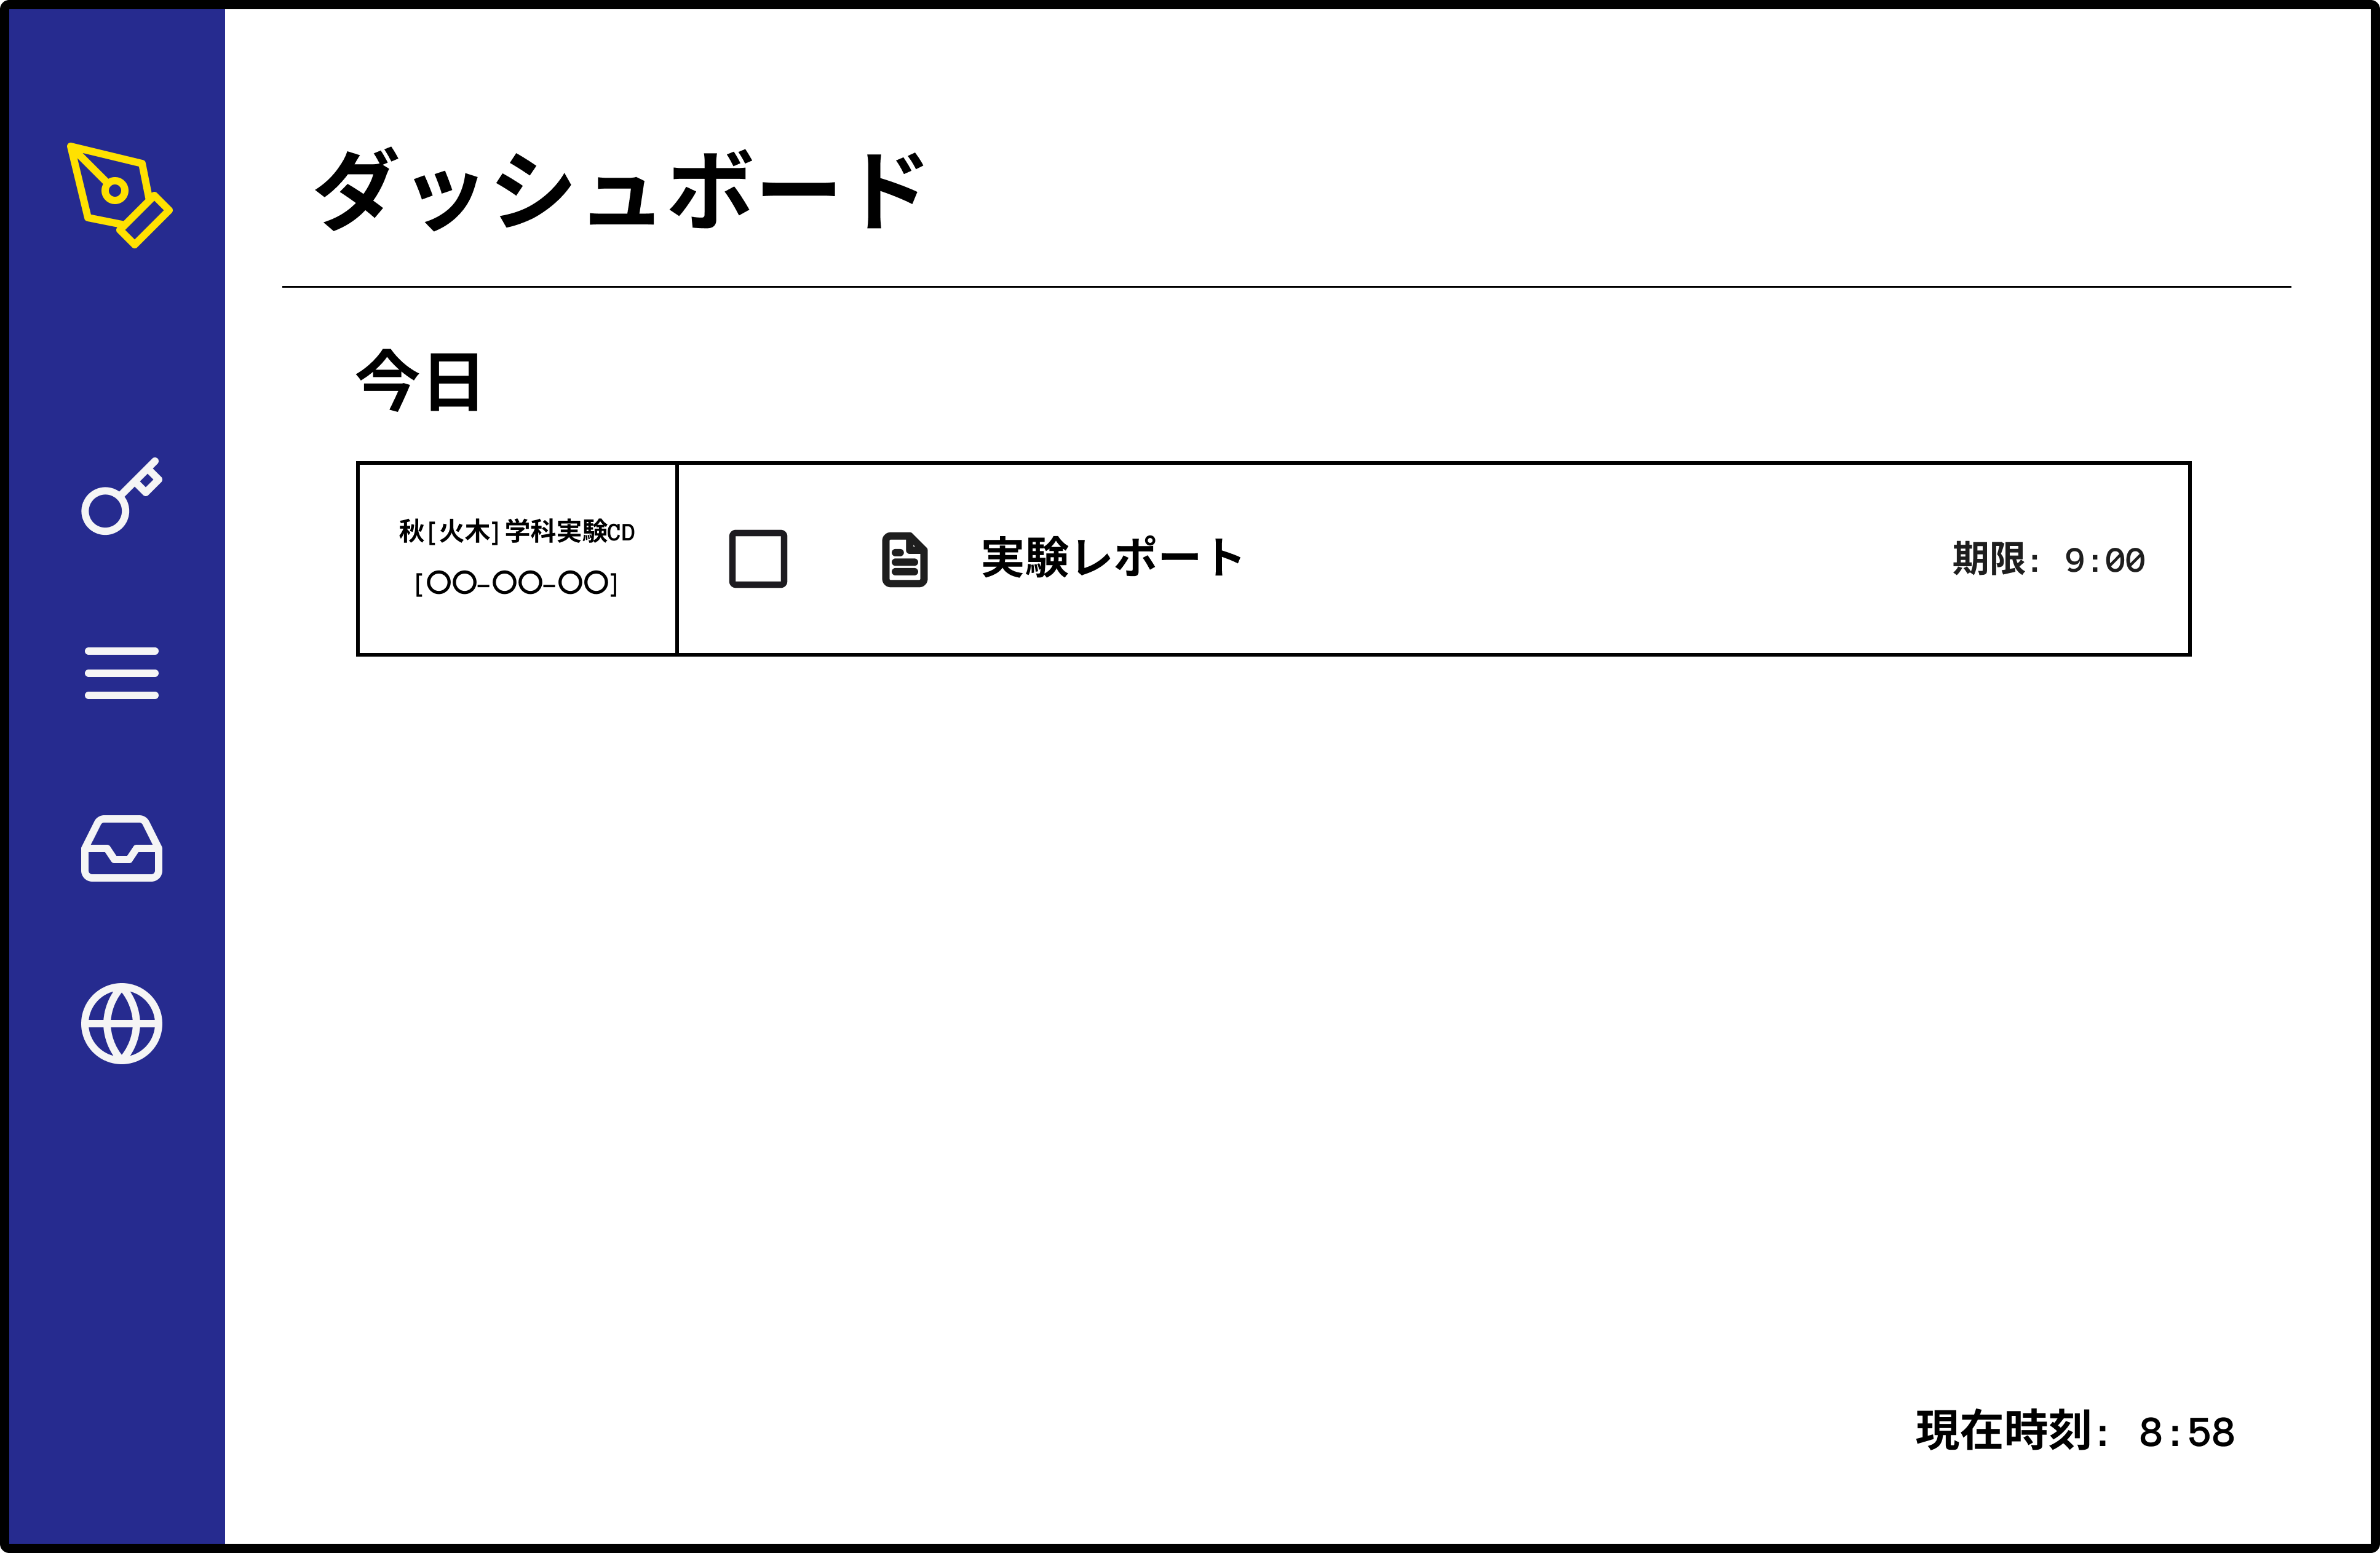 ダッシュボード
今日
秋[火木]学科実験CD
[〇〇-〇〇-〇〇]
実験レポート
期限: 9:00
現在時刻: 8:58